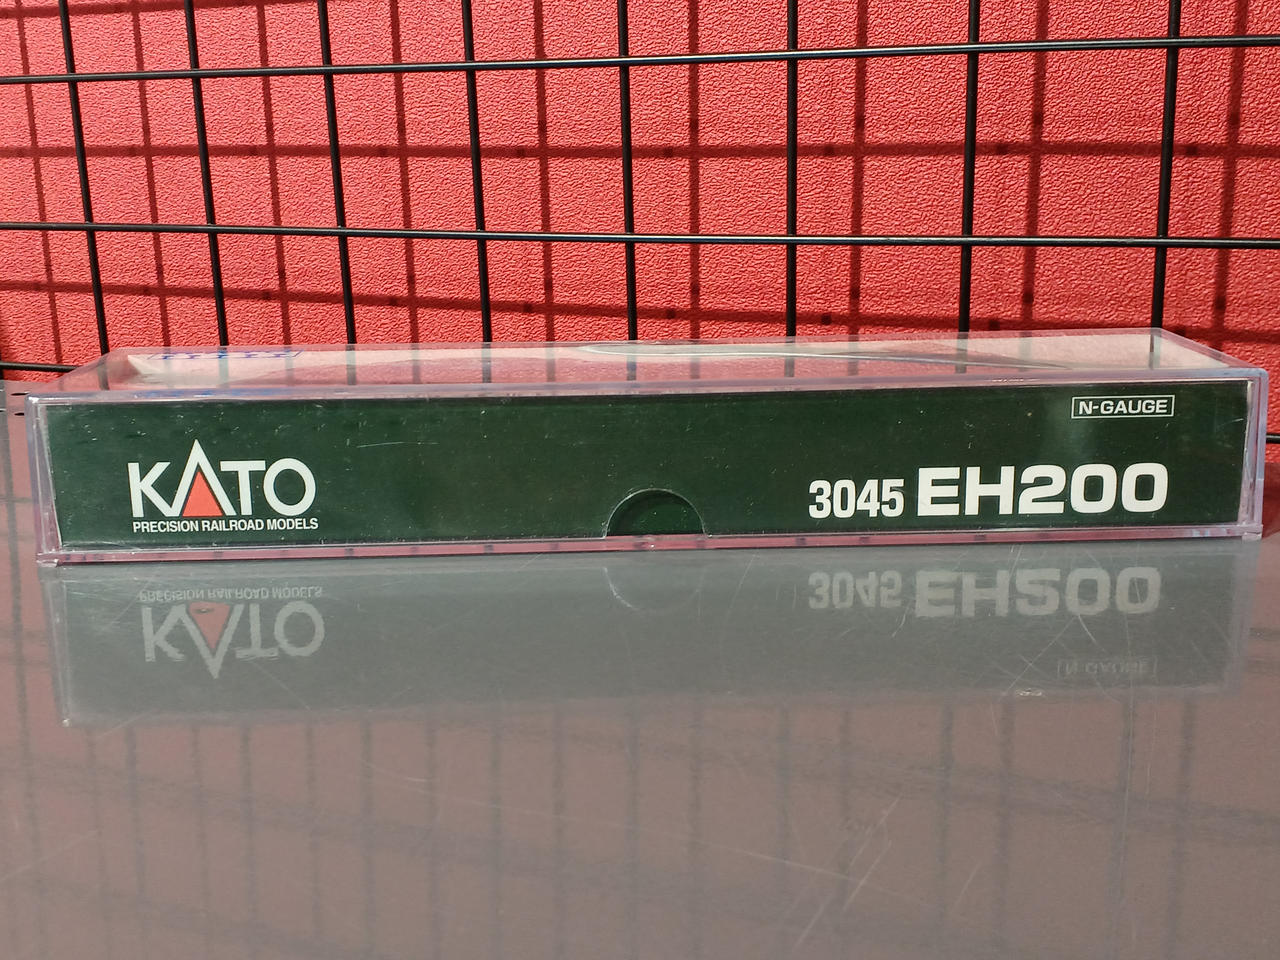 N-GAUGE
KATO
PRECISION RAILROAD MODELS
3045 EH200